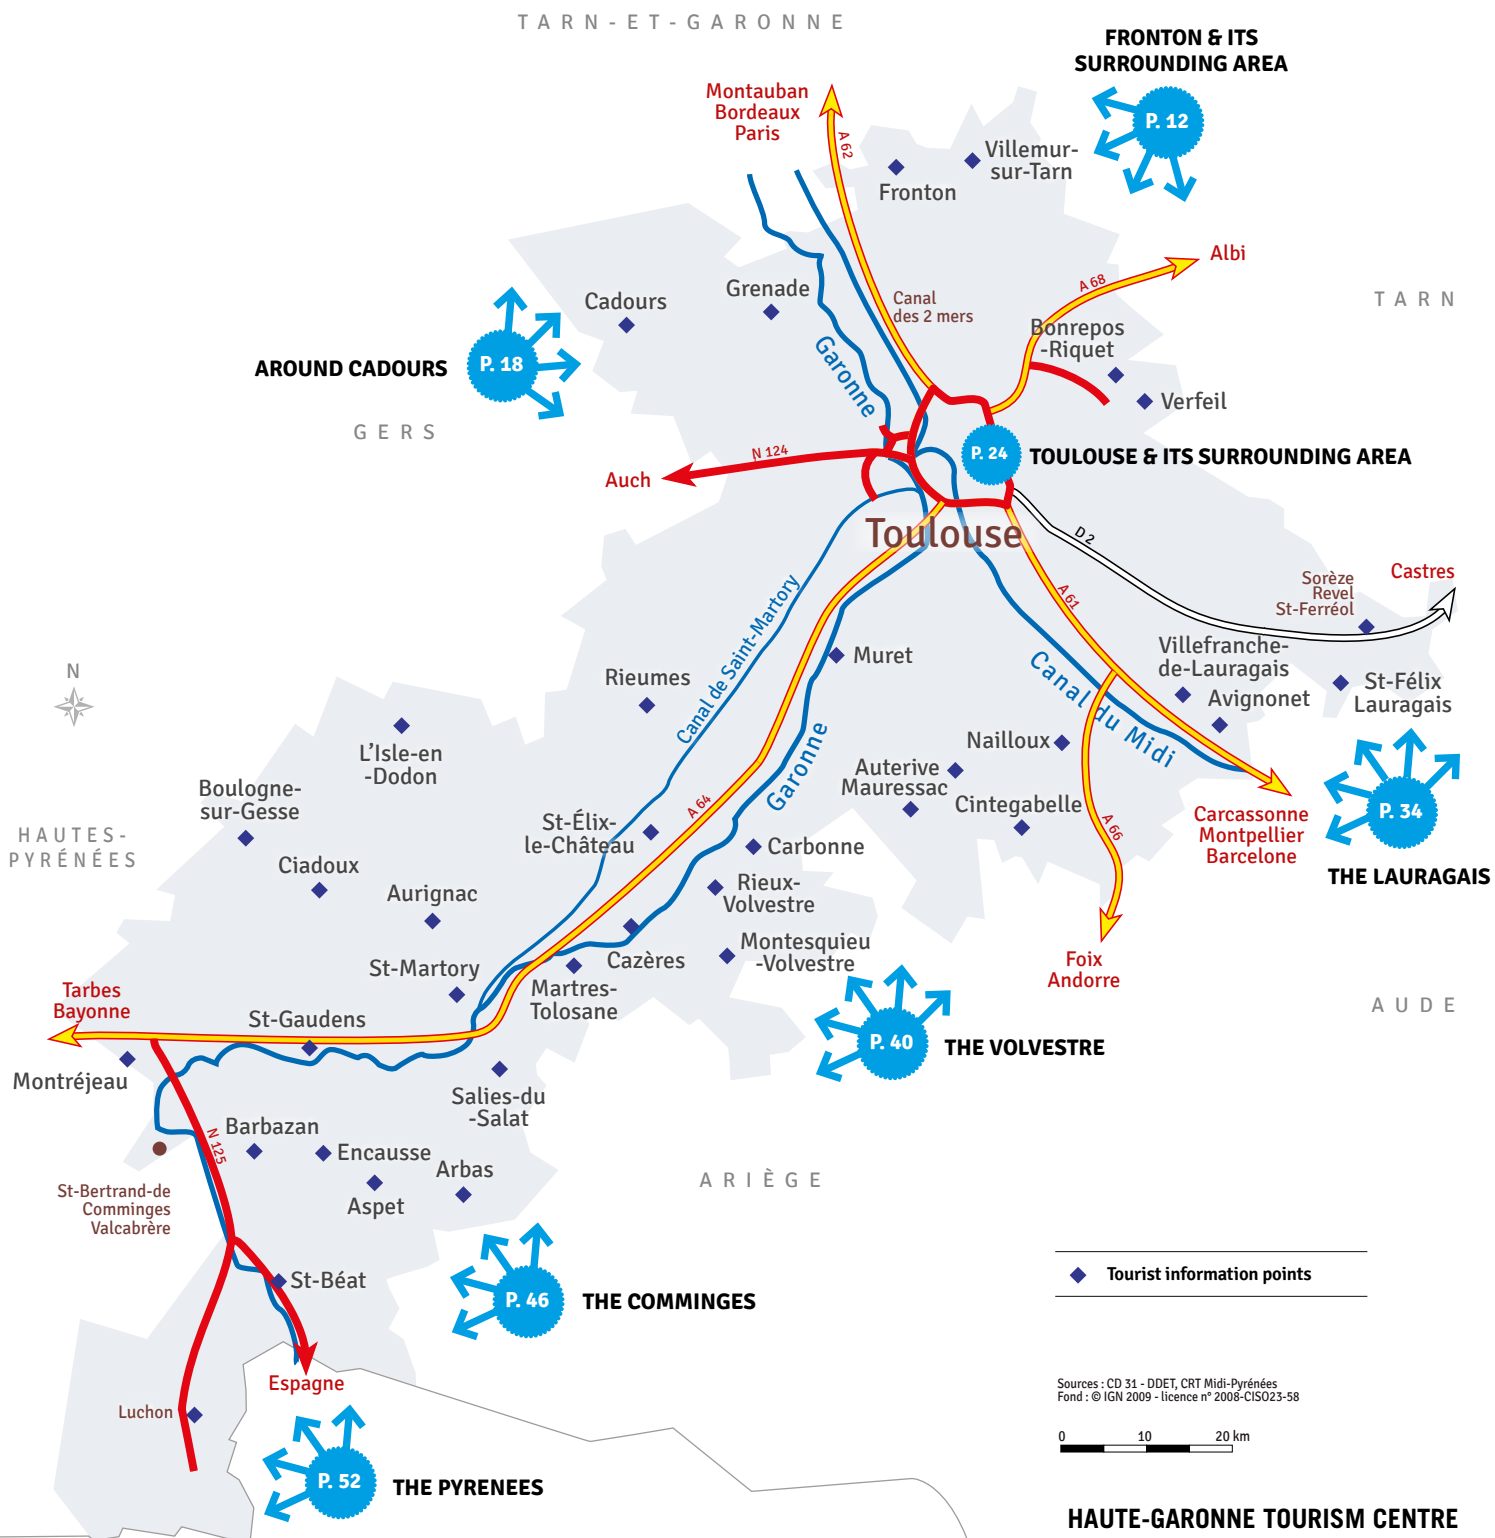 TARN-ET-GARONNE
FRONTON & ITS
SURROUNDING AREA
P. 12
Montauban
Bordeaux
Paris
A 62
Villemur-
sur-Tarn
Fronton
Albi
A 68
TARN
Grenade
Cadours
Canal
des 2 mers
Bonrepos
-Riquet
Garonne
AROUND CADOURS
P. 18
Verfeil
GERS
N 124
Auch
P. 24
TOULOUSE & ITS SURROUNDING AREA
Toulouse
D 2
Castres
Sorèze
Revel
St-Ferréol
A 61
Canal de Saint-Martory
Muret
Villefranche-
de-Lauragais
Canal du Midi
St-Félix
Lauragais
Avignonet
N
Rieumes
L'Isle-en
-Dodon
Nailloux
Garonne
Auterive
Mauressac
Cintegabelle
Boulogne-
sur-Gesse
A 64
A 66
P. 34
THE LAURAGAIS
Carcassonne
Montpellier
Barcelone
St-Élix-
le-Château
HAUTES-
PYRÉNÉES
Carbonne
Ciadoux
Rieux-
Volvestre
Aurignac
Montesquieu
-Volvestre
Cazères
Foix
Andorre
St-Martory
Martres-
Tolosane
Tarbes
Bayonne
AUDE
St-Gaudens
P. 40
THE VOLVESTRE
Montréjeau
Salies-du
-Salat
Barbazan
N 125
Encausse
Arbas
Aspet
ARIÈGE
St-Bertrand-de
Comminges
Valcabrère
St-Béat
Tourist information points
P. 46
THE COMMINGES
Espagne
Luchon
Sources : CD 31 - DDET, CRT Midi-Pyrénées
Fond : © IGN 2009 - licence n° 2008-CISO23-58
0 10 20 km
P. 52
THE PYRENEES
HAUTE-GARONNE TOURISM CENTRE